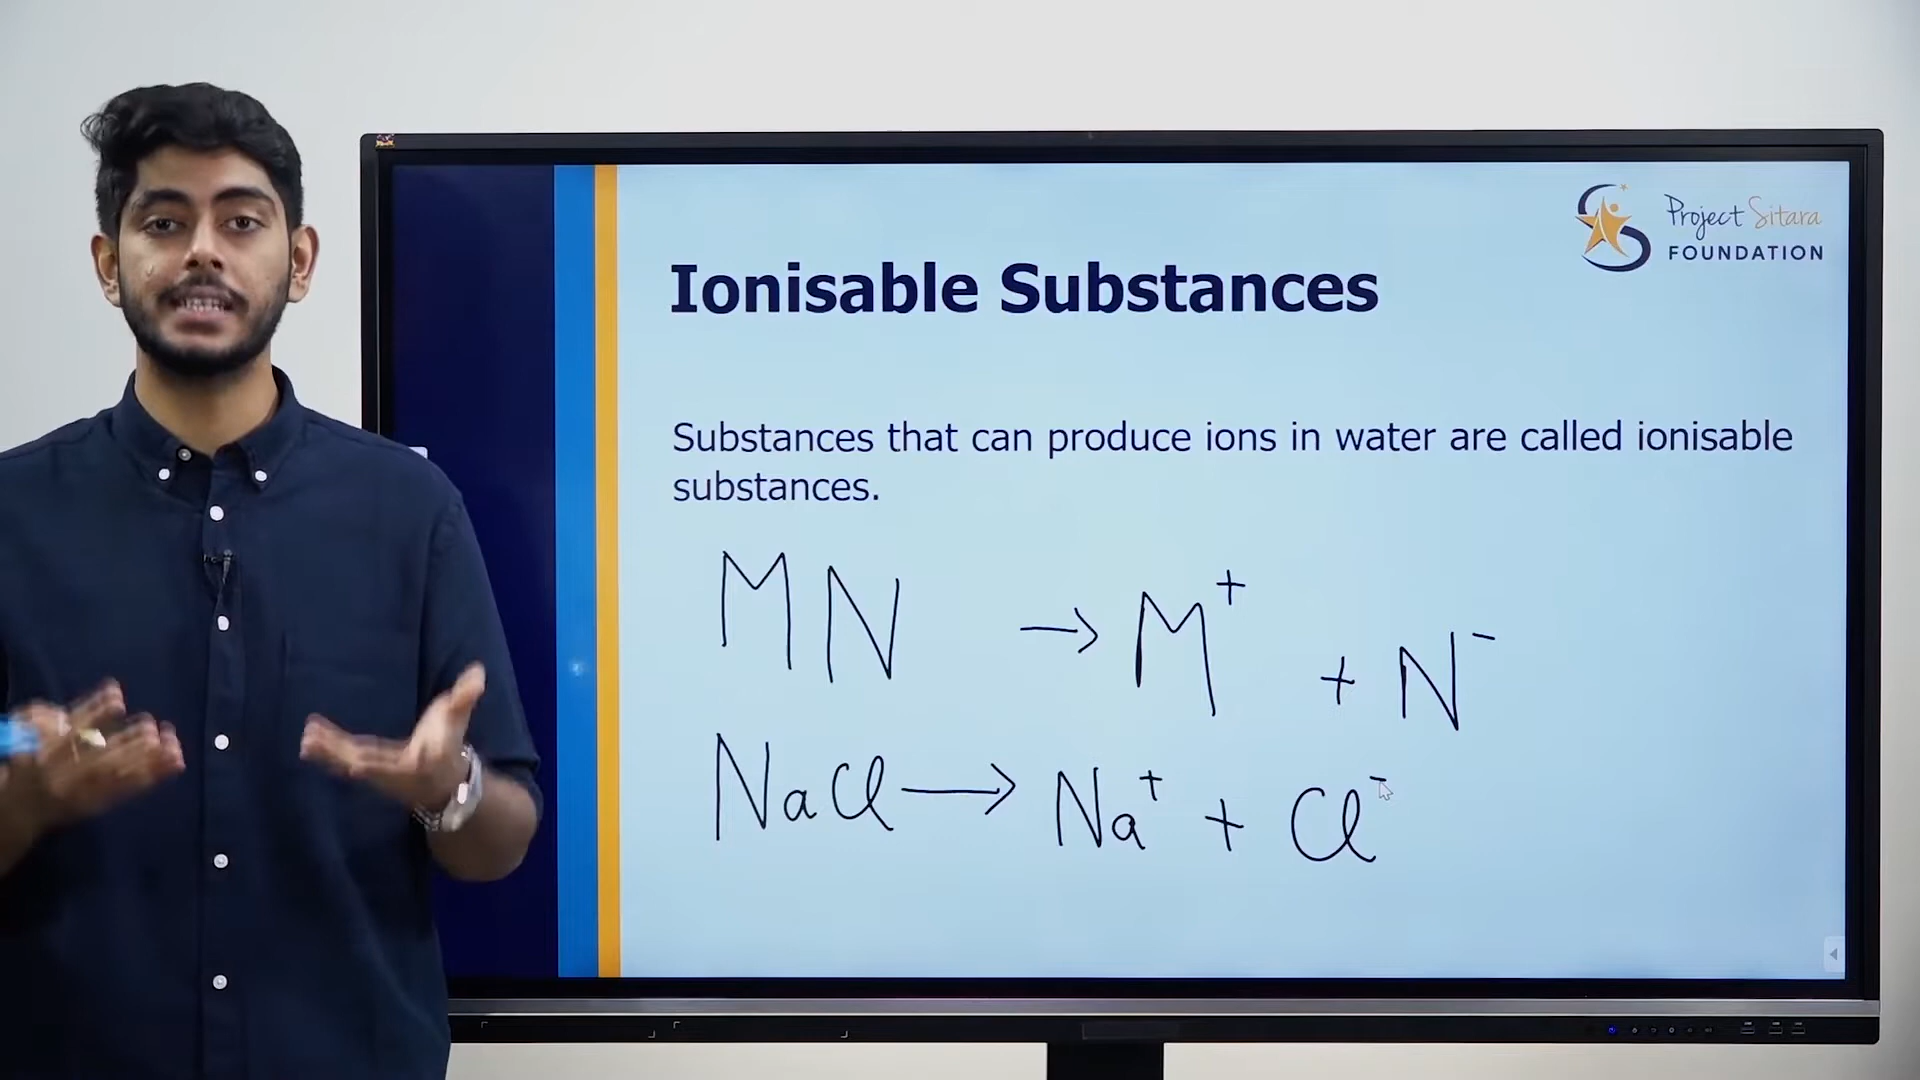 Project Sitara
FOUNDATION
Ionisable Substances
Substances that can produce ions in water are called ionisable
substances.
MN → M⁺ + N⁻
NaCl → Na⁺ + Cl⁻